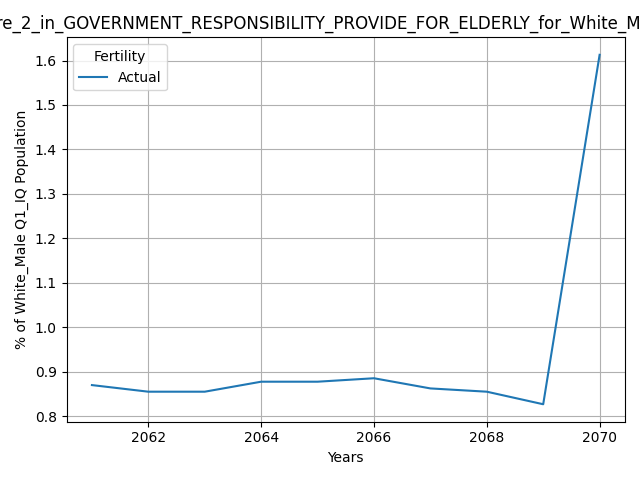 re_2_in_GOVERNMENT_RESPONSIBILITY_PROVIDE_FOR_ELDERLY_for_White_M
Fertility
Actual
% of White_Male Q1_IQ Population
1.6
1.5
1.4
1.3
1.2
1.1
1.0
0.9
0.8
2062 2064 2066 2068 2070
Years